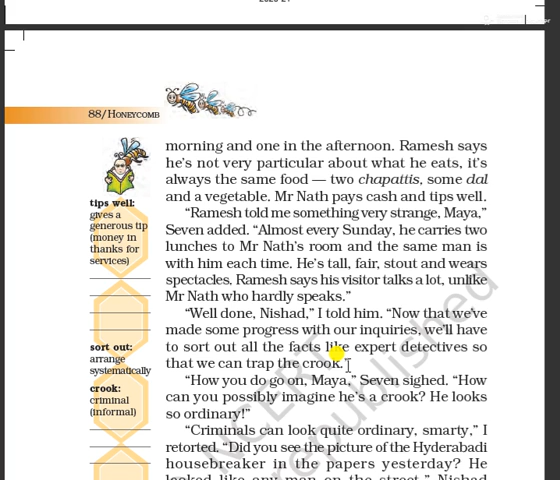 88/HONEYCOMB
morning and one in the afternoon. Ramesh says
he's not very particular about what he eats, it's
always the same food — two chapattis, some dal
and a vegetable. Mr Nath pays cash and tips well.
“Ramesh told me something very strange, Maya,”
Seven added. “Almost every Sunday, he carries two
lunches to Mr Nath's room and the same man is
with him each time. He's tall, fair, stout and wears
spectacles. Ramesh says his visitor talks a lot, unlike
Mr Nath who hardly speaks.”
“Well done, Nishad,” I told him. “Now that we've
made some progress with our inquiries, we'll have
to sort out all the facts like expert detectives so
that we can trap the crook.”
“How you do go on, Maya,” Seven sighed. “How
can you possibly imagine he's a crook? He looks
so ordinary!”
“Criminals can look quite ordinary, smarty,” I
retorted. “Did you see the picture of the Hyderabadi
housebreaker in the papers yesterday? He
looked like any man on the street.” Nishad
tips well:
gives a
generous tip
(money in
thanks for
services)
sort out:
arrange
systematically
crook:
criminal
(informal)
NCERT
republished